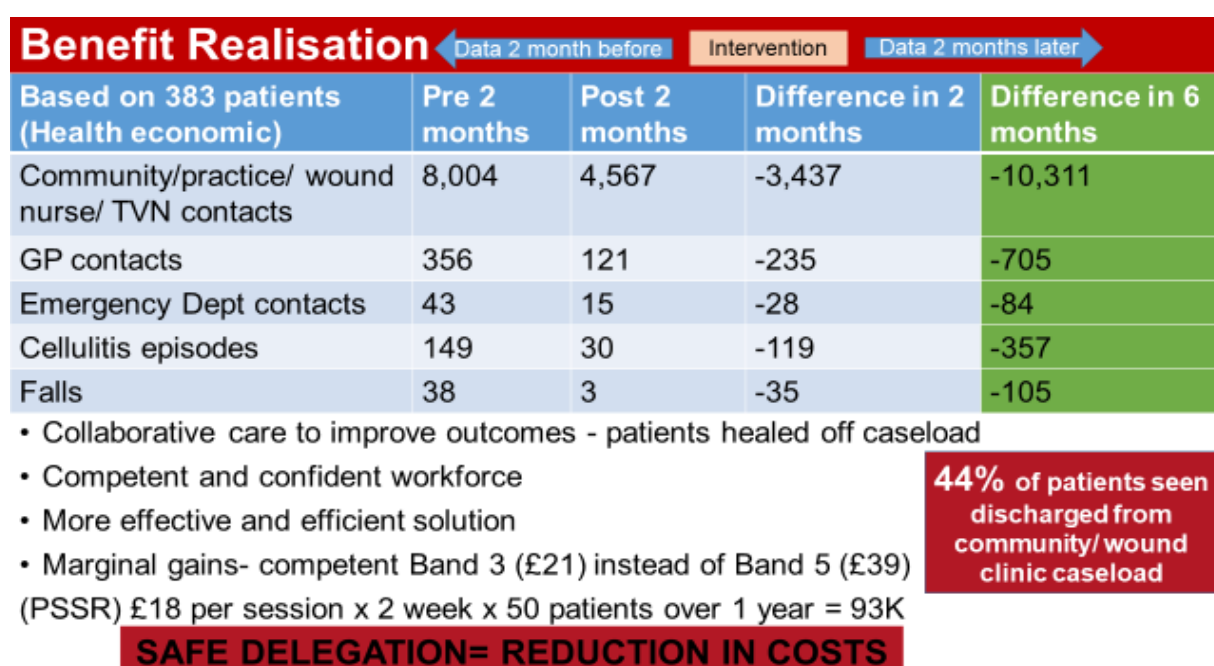 Benefit Realisation Data 2 month before Intervention Data 2 months later
Based on 383 patients (Health economic) Pre 2 months Post 2 months Difference in 2 months Difference in 6 months
Community/practice/ wound nurse/ TVN contacts 8,004 4,567 -3,437 -10,311
GP contacts 356 121 -235 -705
Emergency Dept contacts 43 15 -28 -84
Cellulitis episodes 149 30 -119 -357
Falls 38 3 -35 -105
• Collaborative care to improve outcomes - patients healed off caseload
• Competent and confident workforce
• More effective and efficient solution
• Marginal gains- competent Band 3 (£21) instead of Band 5 (£39)
(PSSR) £18 per session x 2 week x 50 patients over 1 year = 93K
44% of patients seen
discharged from
community/ wound
clinic caseload
SAFE DELEGATION= REDUCTION IN COSTS